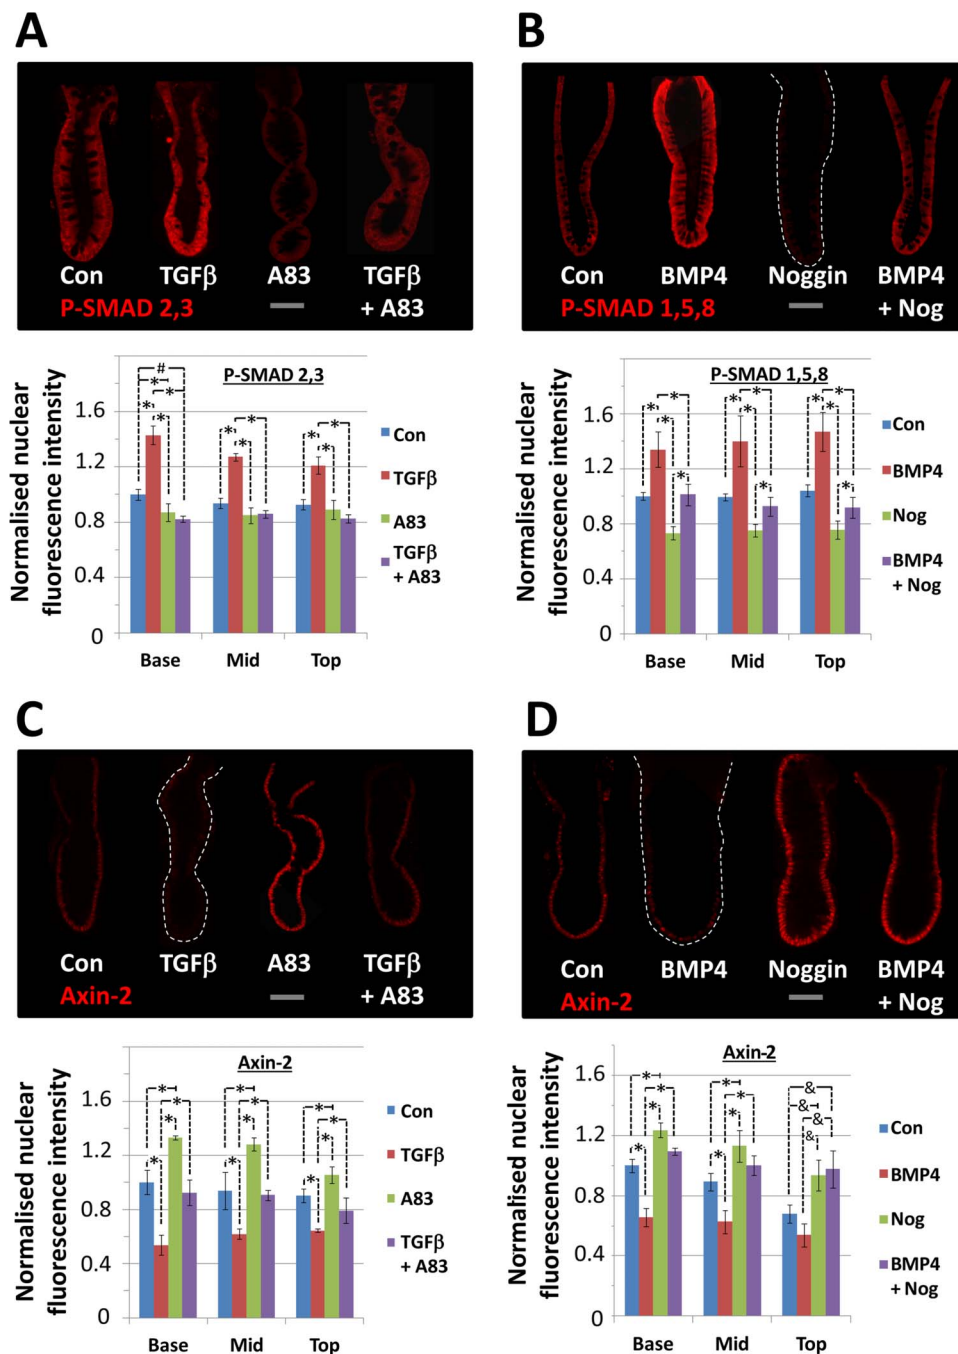 A
Con TGFβ A83 TGFβ
P-SMAD 2,3 + A83
Normalised nuclear
fluorescence intensity
P-SMAD 2,3
#
*
*
* *
* *
*
* *
*
1.6
1.2
0.8
0.4
0
Base Mid Top
Con
TGFβ
A83
TGFβ
+ A83
B
Con BMP4 Noggin BMP4
P-SMAD 1,5,8 + Nog
Normalised nuclear
fluorescence intensity
P-SMAD 1,5,8
* * *
* * *
* * *
* * *
1.6
1.2
0.8
0.4
0
Base Mid Top
Con
BMP4
Nog
BMP4
+ Nog
C
Con TGFβ A83 TGFβ
Axin-2 + A83
Normalised nuclear
fluorescence intensity
Axin-2
* * *
* * *
* * *
* * *
1.6
1.2
0.8
0.4
0
Base Mid Top
Con
TGFβ
A83
TGFβ
+ A83
D
Con BMP4 Noggin BMP4
Axin-2 + Nog
Normalised nuclear
fluorescence intensity
Axin-2
* * &
* * &
* * &
* * &
1.6
1.2
0.8
0.4
0
Base Mid Top
Con
BMP4
Nog
BMP4
+ Nog